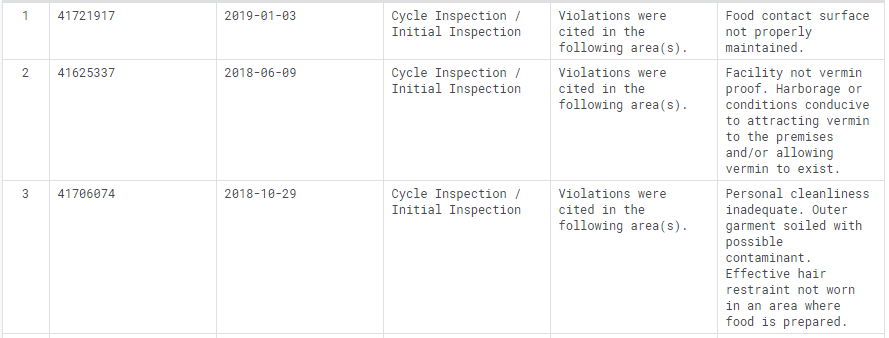 1 41721917 2019-01-03 Cycle Inspection / Violations were Food contact surface
Initial Inspection cited in the not properly
following area(s). maintained.
2 41625337 2018-06-09 Cycle Inspection / Violations were Facility not vermin
Initial Inspection cited in the proof. Harborage or
following area(s). conditions conducive
to attracting vermin
to the premises
and/or allowing
vermin to exist.
3 41706074 2018-10-29 Cycle Inspection / Violations were Personal cleanliness
Initial Inspection cited in the inadequate. Outer
following area(s). garment soiled with
possible
contaminant.
Effective hair
restraint not worn
in an area where
food is prepared.